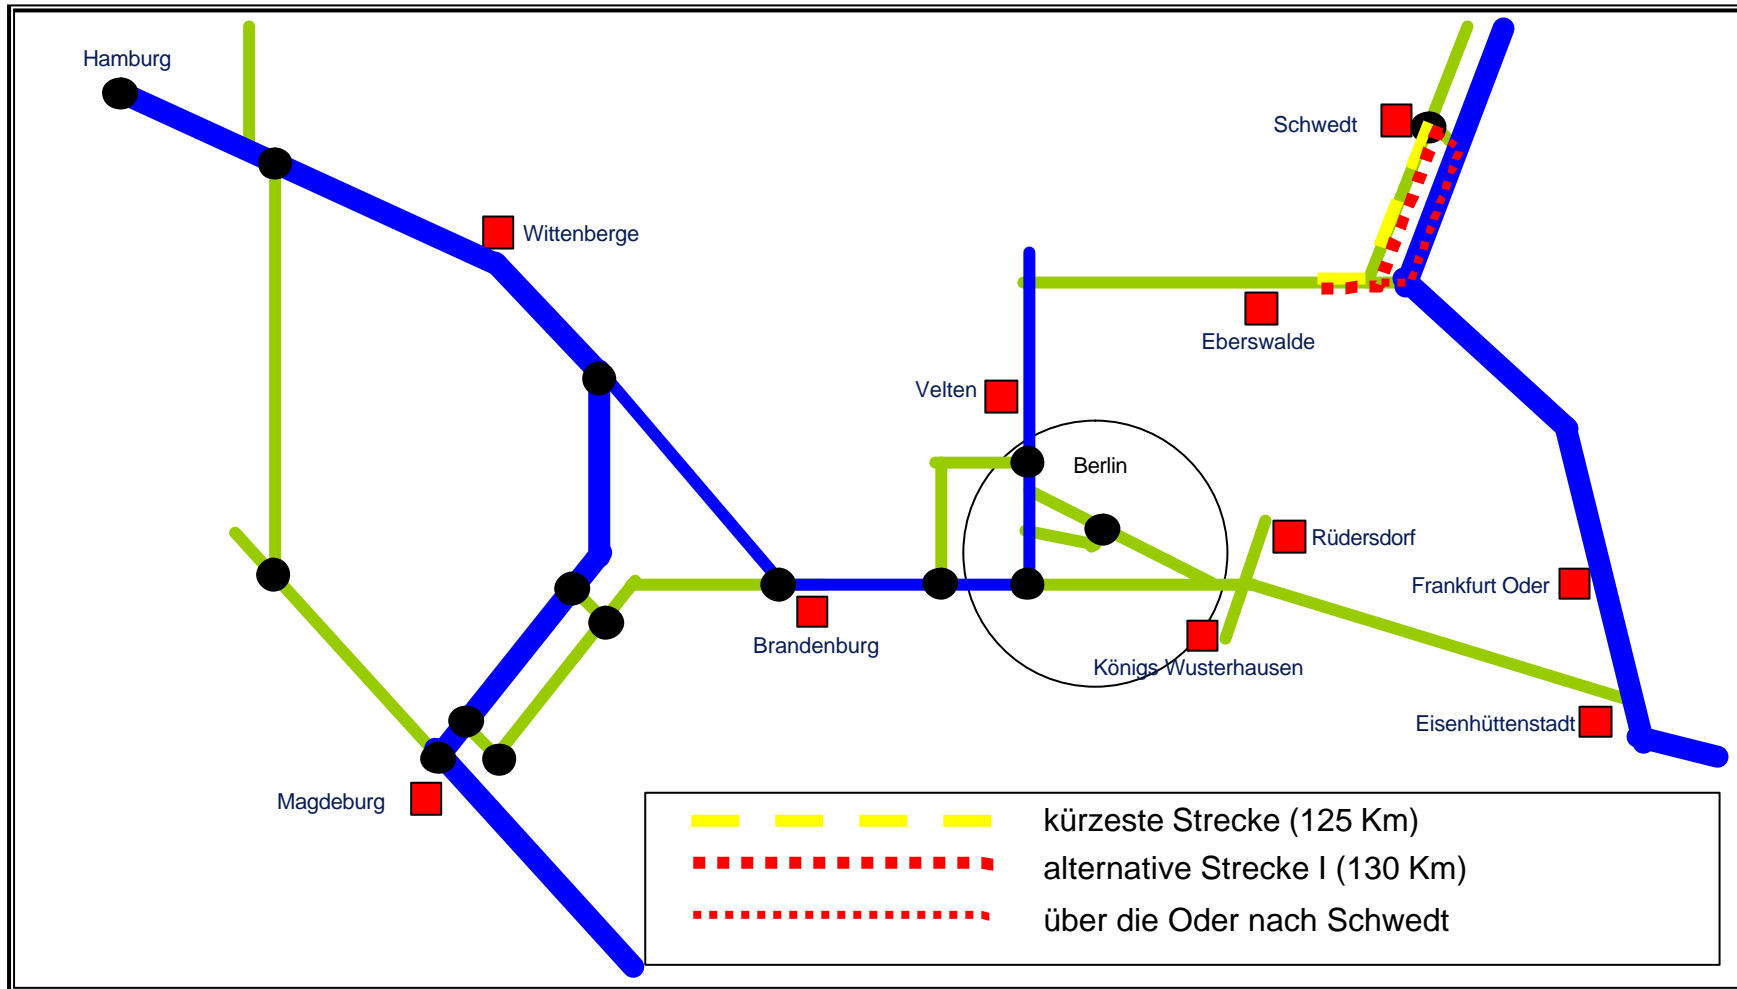 Hamburg
Schwedt
Wittenberge
Eberswalde
Velten
Berlin
Rüdersdorf
Frankfurt Oder
Brandenburg
Königs Wusterhausen
Eisenhüttenstadt
Magdeburg
kürzeste Strecke (125 Km)
alternative Strecke I (130 Km)
über die Oder nach Schwedt